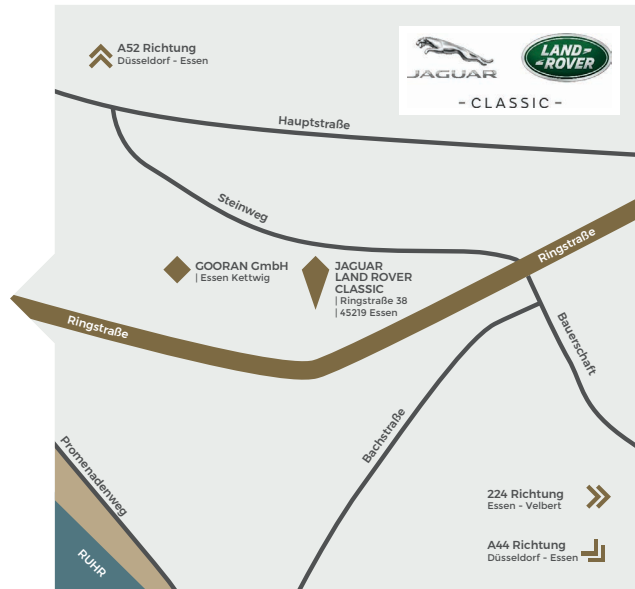 A52 Richtung
Düsseldorf - Essen
JAGUAR
LAND-
-ROVER
- CLASSIC -
Hauptstraße
Steinweg
Ringstraße
GOORAN GmbH
| Essen Kettwig
JAGUAR
LAND ROVER
CLASSIC
| Ringstraße 38
| 45219 Essen
Ringstraße
Bauerschaft
Bachstraße
Promenadenweg
RUHR
224 Richtung
Essen - Velbert
A44 Richtung
Düsseldorf - Essen